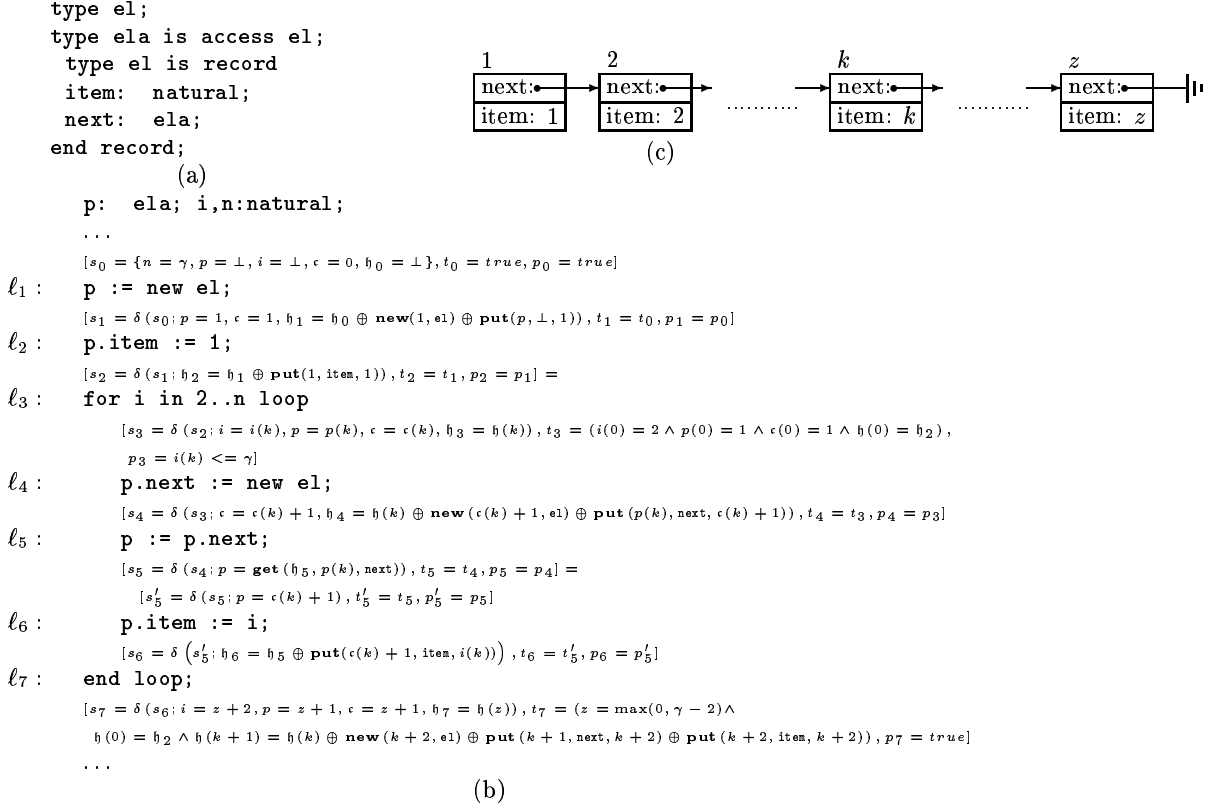 type el;
type ela is access el;
type el is record
item: natural;
next: ela;
end record;
(a)
1 2 k z
next: next: next: next:
item: 1 item: 2 .......... item: k .......... item: z
(c)
p: ela; i,n:natural;
...
[s₀ = {n = γ, p = ⊥, i = ⊥, 𝔠 = 0, 𝔥₀ = ⊥}, t₀ = true, p₀ = true]
ℓ₁ : p := new el;
[s₁ = δ (s₀; p = 1, 𝔠 = 1, 𝔥₁ = 𝔥₀ ⊕ new(1, el) ⊕ put(p, ⊥, 1)), t₁ = t₀, p₁ = p₀]
ℓ₂ : p.item := 1;
[s₂ = δ (s₁; 𝔥₂ = 𝔥₁ ⊕ put(1, item, 1)), t₂ = t₁, p₂ = p₁] =
ℓ₃ : for i in 2..n loop
[s₃ = δ (s₂; i = i(k), p = p(k), 𝔠 = 𝔠(k), 𝔥₃ = 𝔥(k)), t₃ = (i(0) = 2 ∧ p(0) = 1 ∧ 𝔠(0) = 1 ∧ 𝔥(0) = 𝔥₂),
p₃ = i(k) <= γ]
ℓ₄ : p.next := new el;
[s₄ = δ (s₃; 𝔠 = 𝔠(k) + 1, 𝔥₄ = 𝔥(k) ⊕ new (𝔠(k) + 1, el) ⊕ put (p(k), next, 𝔠(k) + 1)), t₄ = t₃, p₄ = p₃]
ℓ₅ : p := p.next;
[s₅ = δ (s₄; p = get (𝔥₅, p(k), next)), t₅ = t₄, p₅ = p₄] =
[s′₅ = δ (s₅; p = 𝔠(k) + 1), t′₅ = t₅, p′₅ = p₅]
ℓ₆ : p.item := i;
[s₆ = δ (s′₅; 𝔥₆ = 𝔥₅ ⊕ put(𝔠(k) + 1, item, i(k))), t₆ = t′₅, p₆ = p′₅]
ℓ₇ : end loop;
[s₇ = δ (s₆; i = z + 2, p = z + 1, 𝔠 = z + 1, 𝔥₇ = 𝔥(z)), t₇ = (z = max(0, γ − 2)∧
𝔥(0) = 𝔥₂ ∧ 𝔥(k + 1) = 𝔥(k) ⊕ new (k + 2, el) ⊕ put (k + 1, next, k + 2) ⊕ put (k + 2, item, k + 2)), p₇ = true]
...
(b)